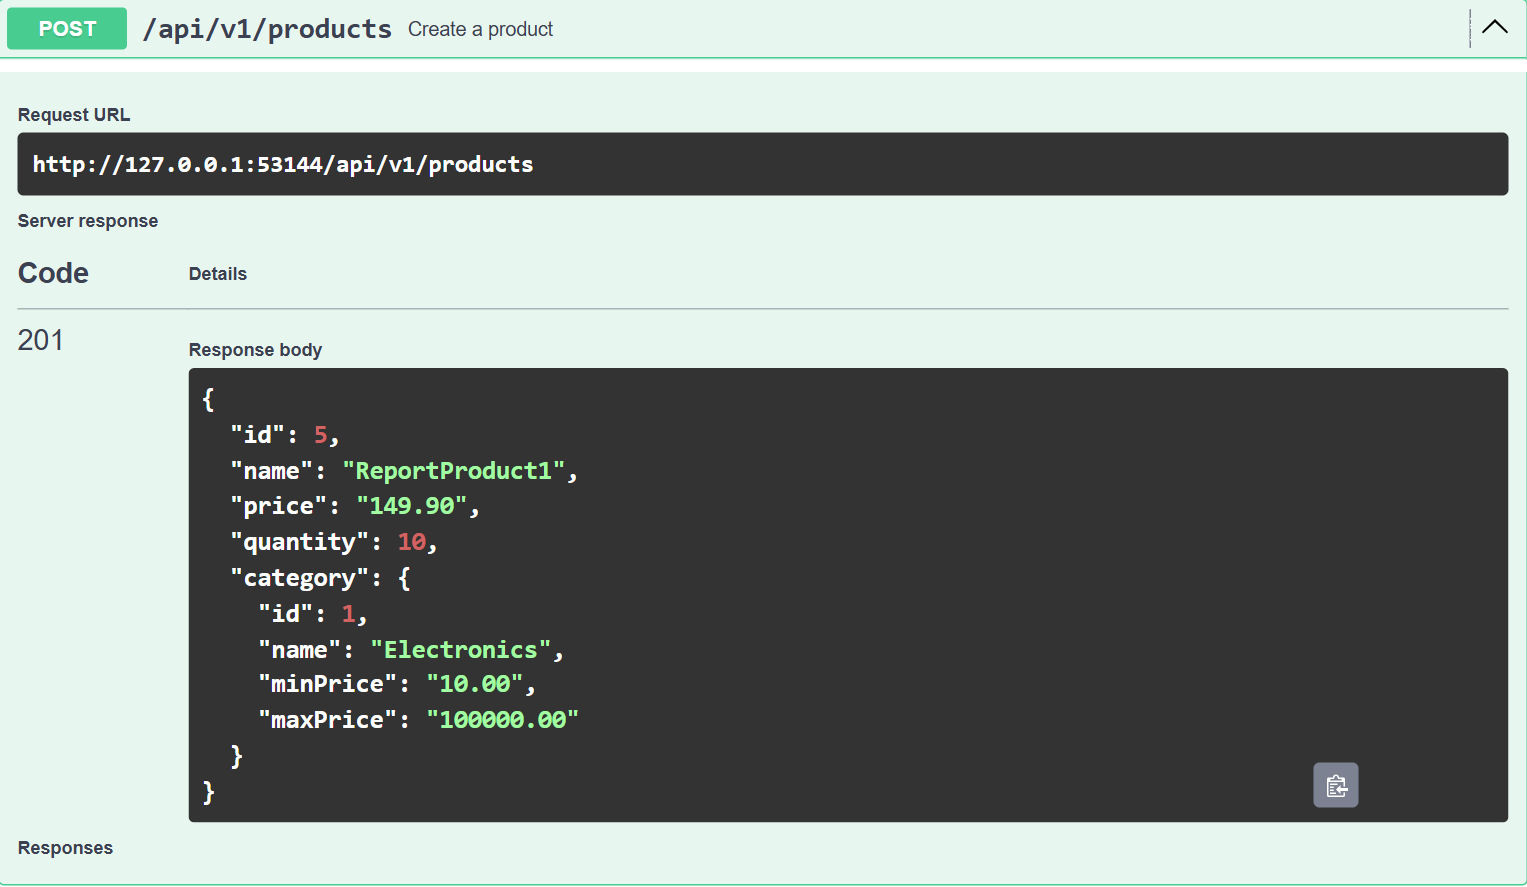 POST /api/v1/products Create a product
Request URL
http://127.0.0.1:53144/api/v1/products
Server response
Code Details
201
Response body
{
  "id": 5,
  "name": "ReportProduct1",
  "price": "149.90",
  "quantity": 10,
  "category": {
    "id": 1,
    "name": "Electronics",
    "minPrice": "10.00",
    "maxPrice": "100000.00"
  }
}
Responses